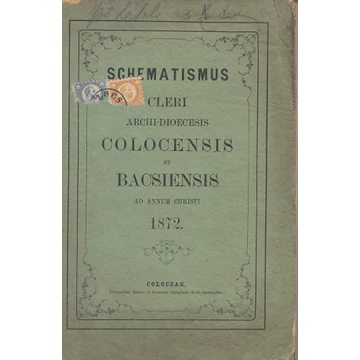 SCHEMATISMUS
CLERI
ARCHI-DIOECESIS
COLOCENSIS
ET
BACSIENSIS
AD ANNUM CHRISTI
1872.
COLOCZAE,